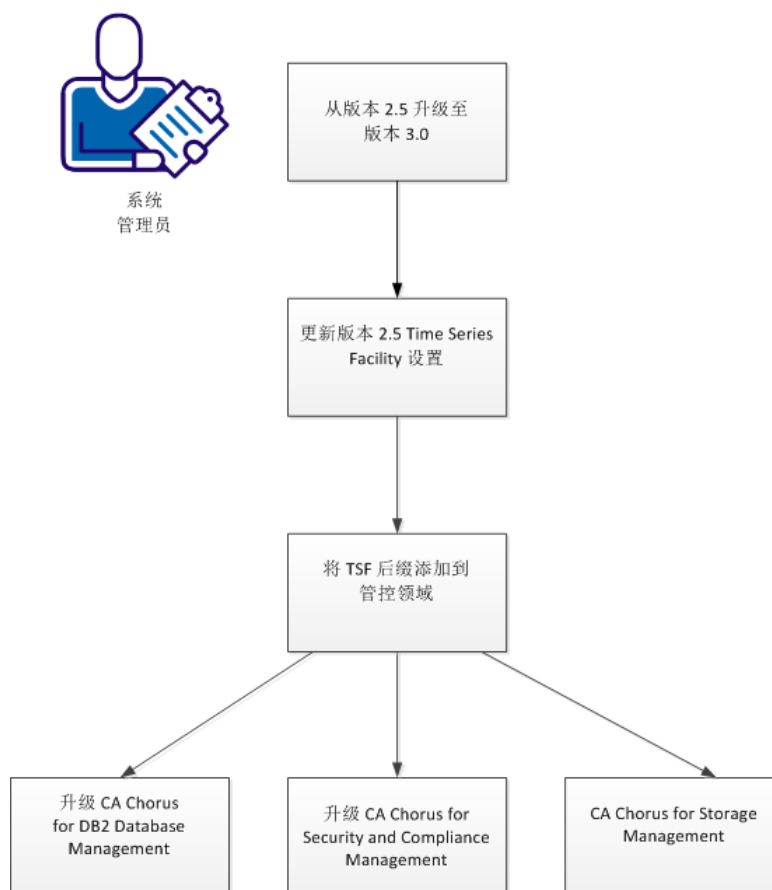 系统
管理员
从版本 2.5 升级至
版本 3.0
更新版本 2.5 Time Series
Facility 设置
将 TSF 后缀添加到
管控领域
升级 CA Chorus
for DB2 Database
Management
升级 CA Chorus for
Security and Compliance
Management
CA Chorus for Storage
Management